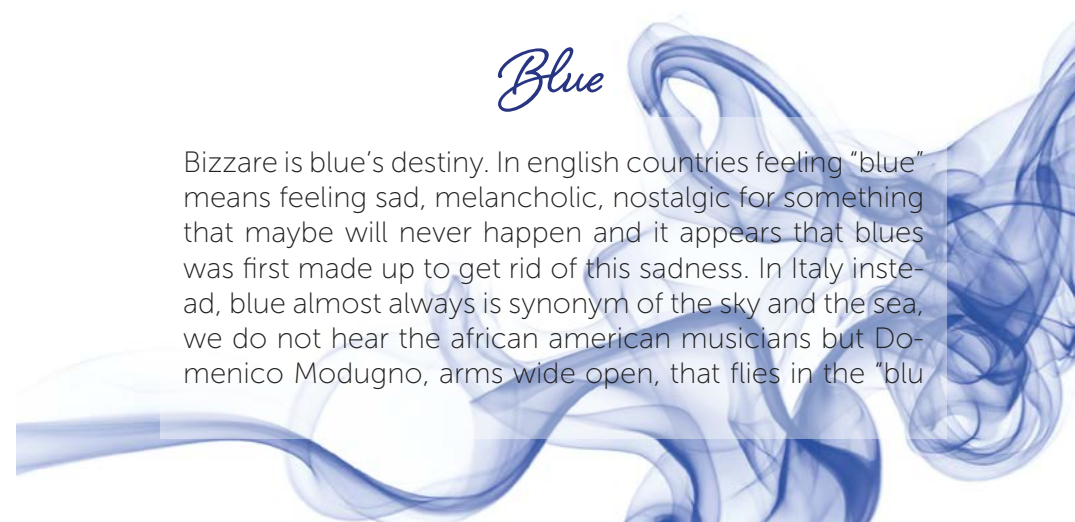 Blue
Bizzare is blue’s destiny. In english countries feeling “blue”
means feeling sad, melancholic, nostalgic for something
that maybe will never happen and it appears that blues
was first made up to get rid of this sadness. In Italy inste-
ad, blue almost always is synonym of the sky and the sea,
we do not hear the african american musicians but Do-
menico Modugno, arms wide open, that flies in the “blu